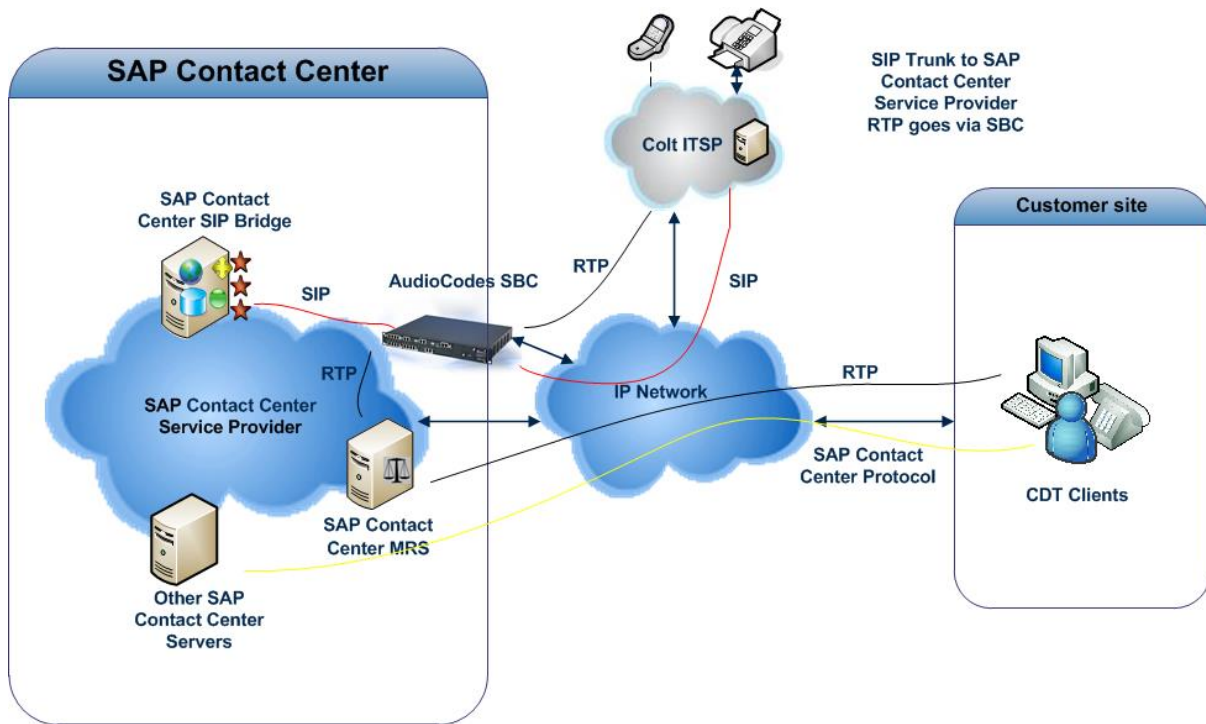 SAP Contact Center
SIP Trunk to SAP
Contact Center
Service Provider
RTP goes via SBC
Colt ITSP
SAP Contact
Center SIP Bridge
Customer site
AudioCodes SBC
RTP
SIP
SIP
RTP
RTP
IP Network
SAP Contact Center
Service Provider
SAP Contact
Center Protocol
CDT Clients
SAP Contact
Center MRS
Other SAP
Contact Center
Servers